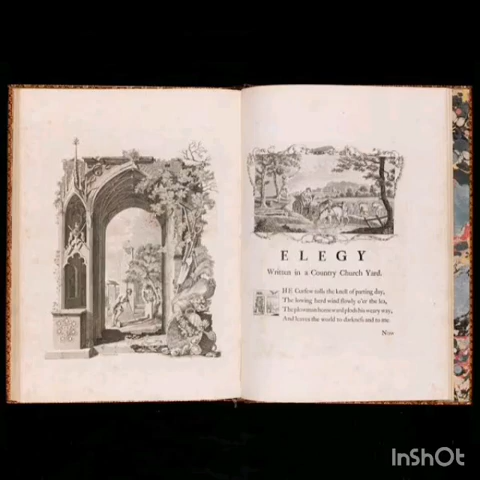 ELEGY
Written in a Country Church Yard.
HE Curfew tolls the knell of parting day,
The lowing herd wind slowly o'er the lea,
The plowman homeward plods his weary way,
And leaves the world to darkness and to me.
Now
InShOt